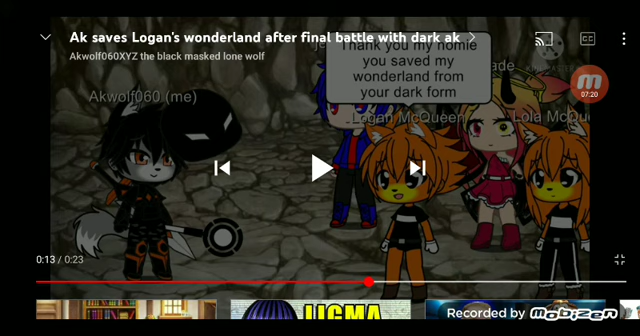 Ak saves Logan's wonderland after final battle with dark ak
Akwolf060XYZ the black masked lone wolf
Thank you my homie
you saved my
wonderland from
your dark form
07:20
Akwolf060 (me)
Logan McQueen
Lola McQue
0:13 / 0:23
LIGMA
Recorded by mobizen